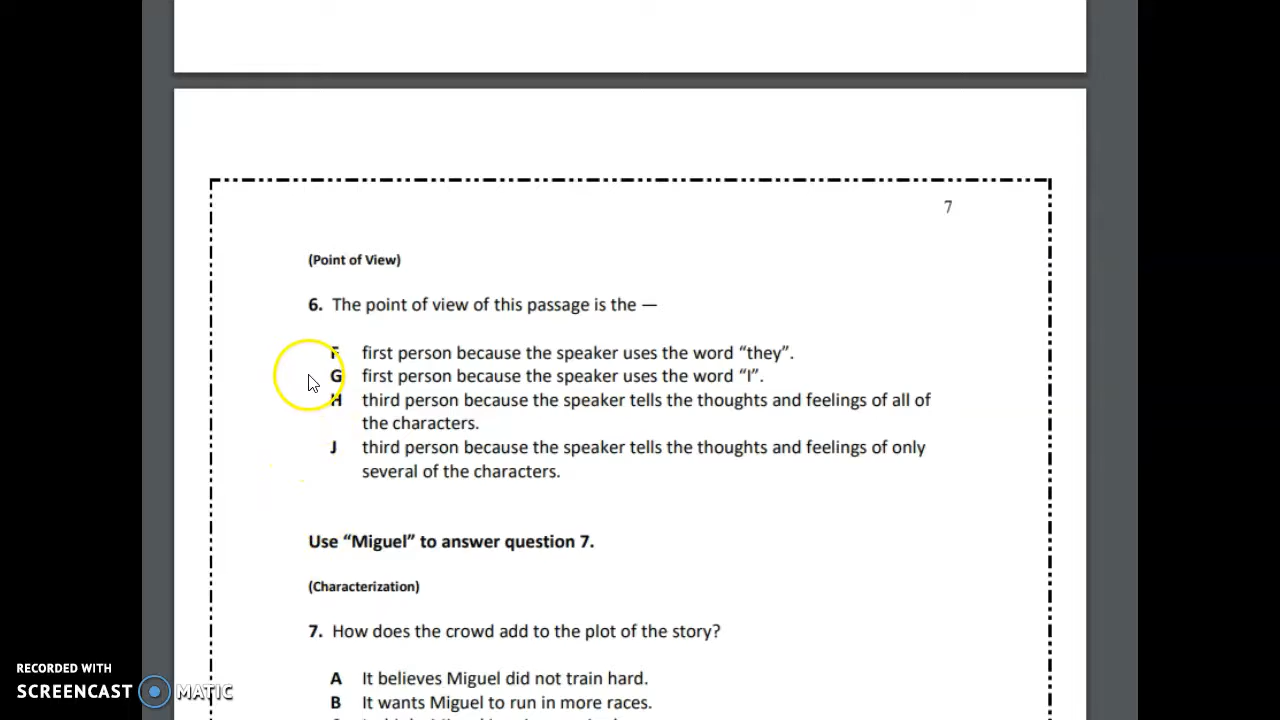 7
(Point of View)
6. The point of view of this passage is the —
F first person because the speaker uses the word “they”.
G first person because the speaker uses the word “I”.
H third person because the speaker tells the thoughts and feelings of all of
the characters.
J third person because the speaker tells the thoughts and feelings of only
several of the characters.
Use “Miguel” to answer question 7.
(Characterization)
7. How does the crowd add to the plot of the story?
A It believes Miguel did not train hard.
B It wants Miguel to run in more races.
RECORDED WITH
SCREENCAST MATIC